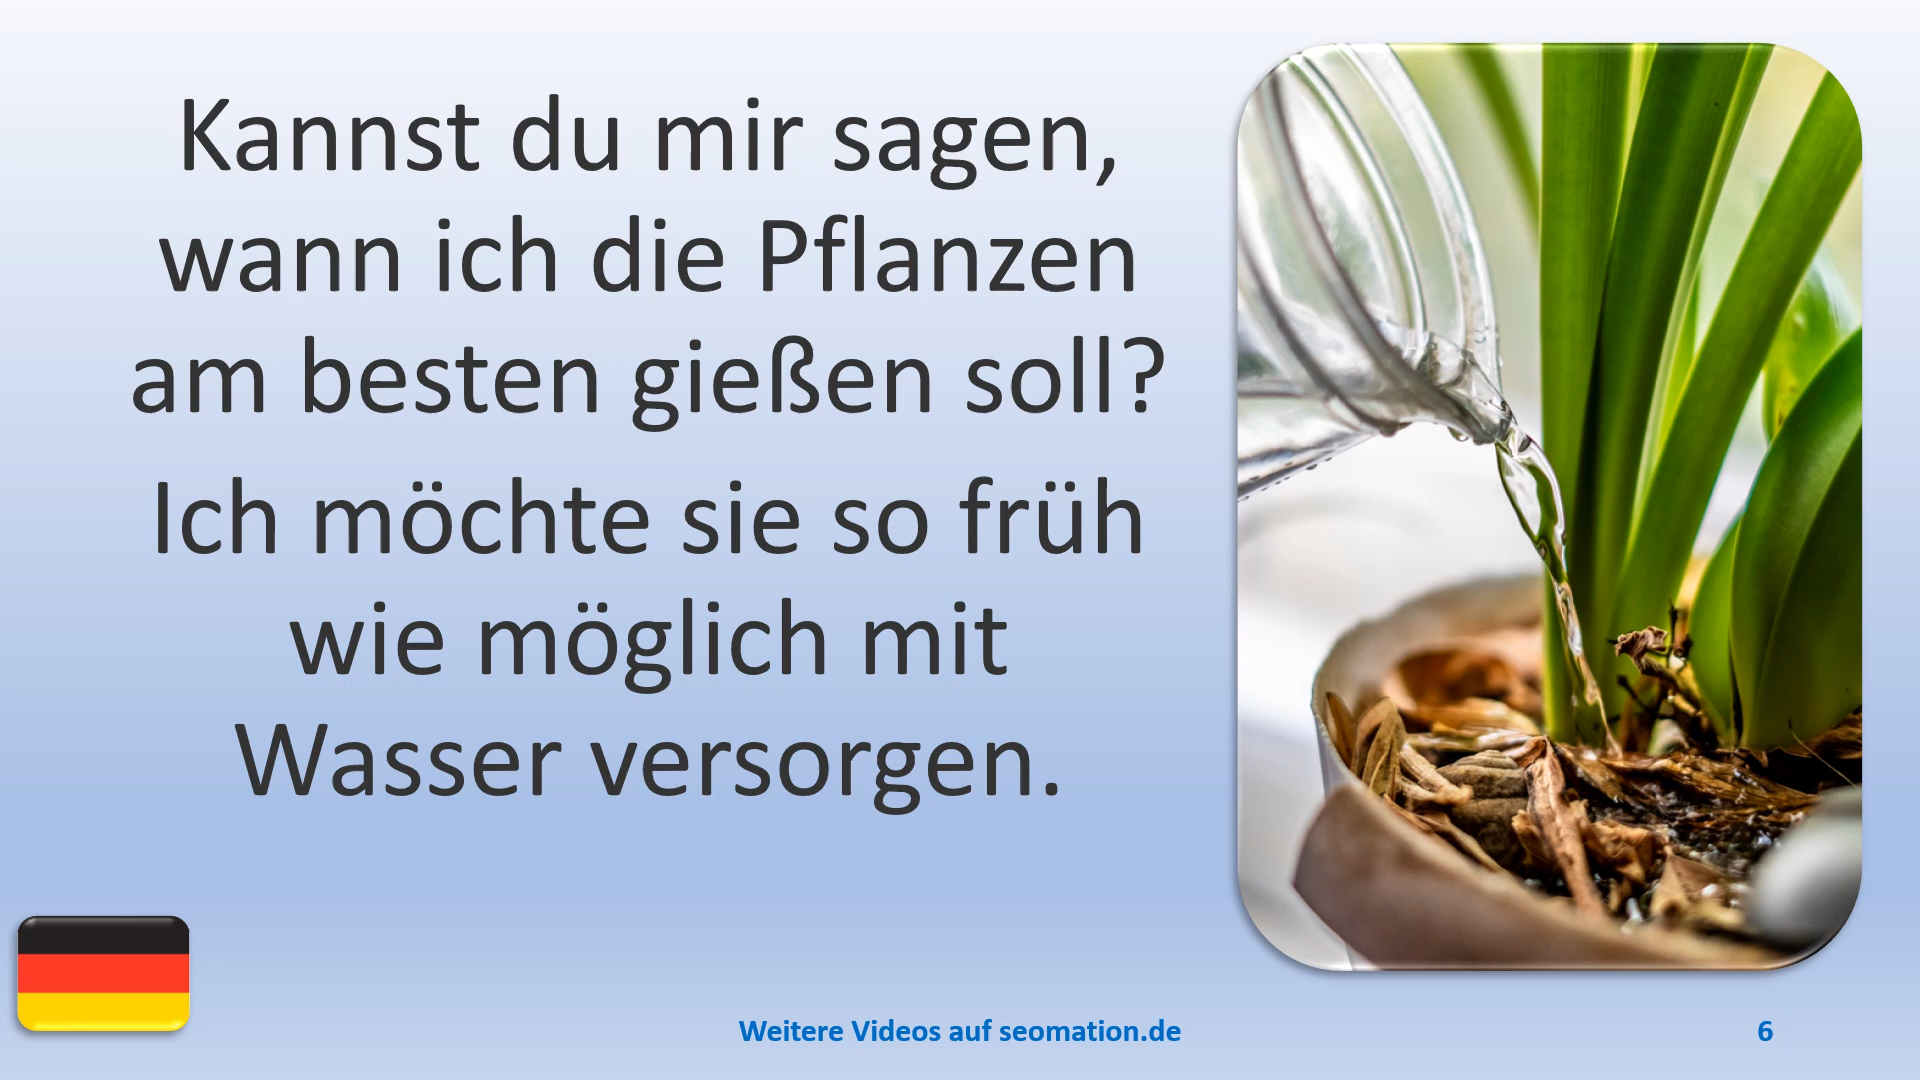 Kannst du mir sagen,
wann ich die Pflanzen
am besten gießen soll?
Ich möchte sie so früh
wie möglich mit
Wasser versorgen.
Weitere Videos auf seomation.de
6